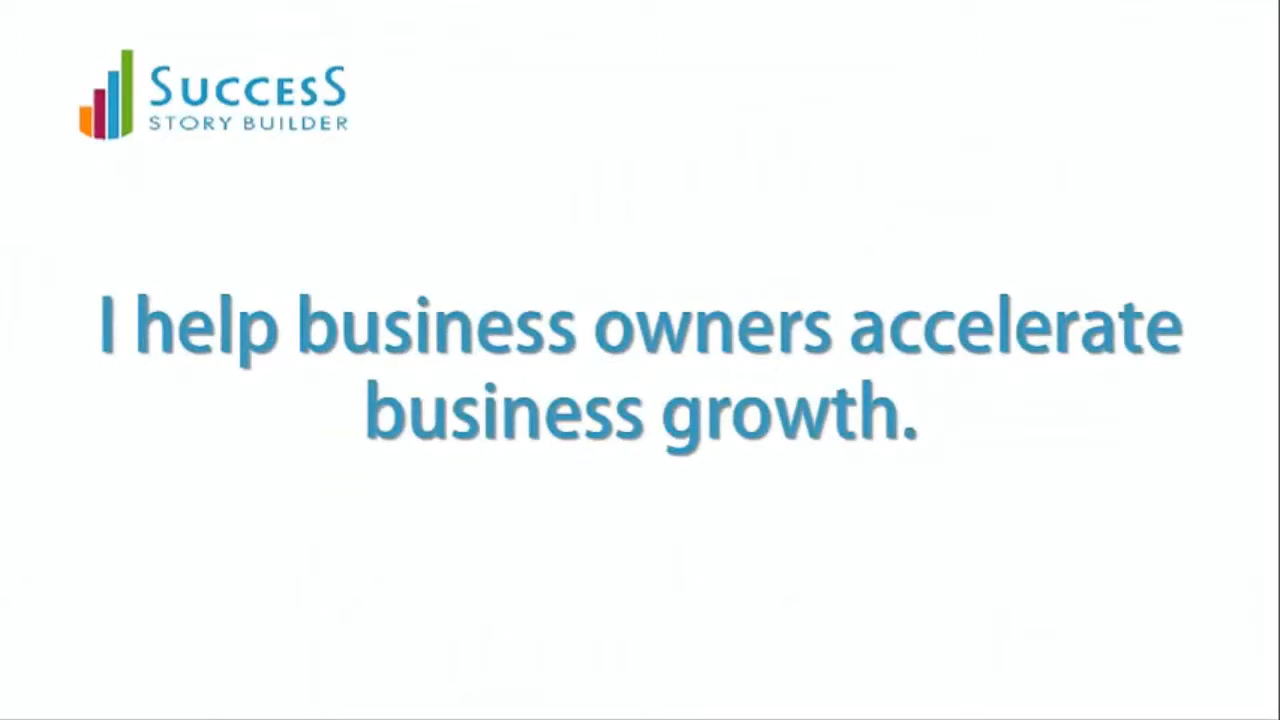 SuccesS
STORY BUILDER
I help business owners accelerate
business growth.